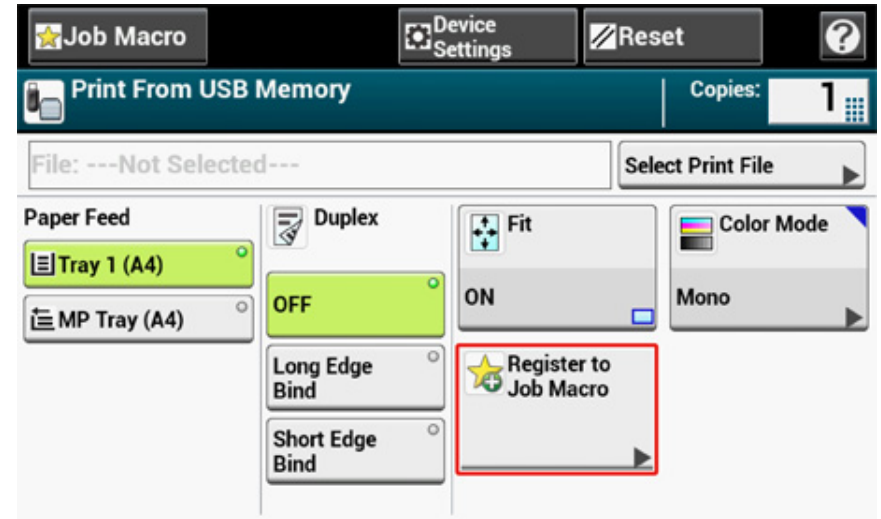 Job Macro
Device
Settings
Reset
?
Print From USB Memory
Copies:
1
File: ---Not Selected---
Select Print File
Paper Feed
Tray 1 (A4)
MP Tray (A4)
Duplex
OFF
Long Edge
Bind
Short Edge
Bind
Fit
ON
Register to
Job Macro
Color Mode
Mono